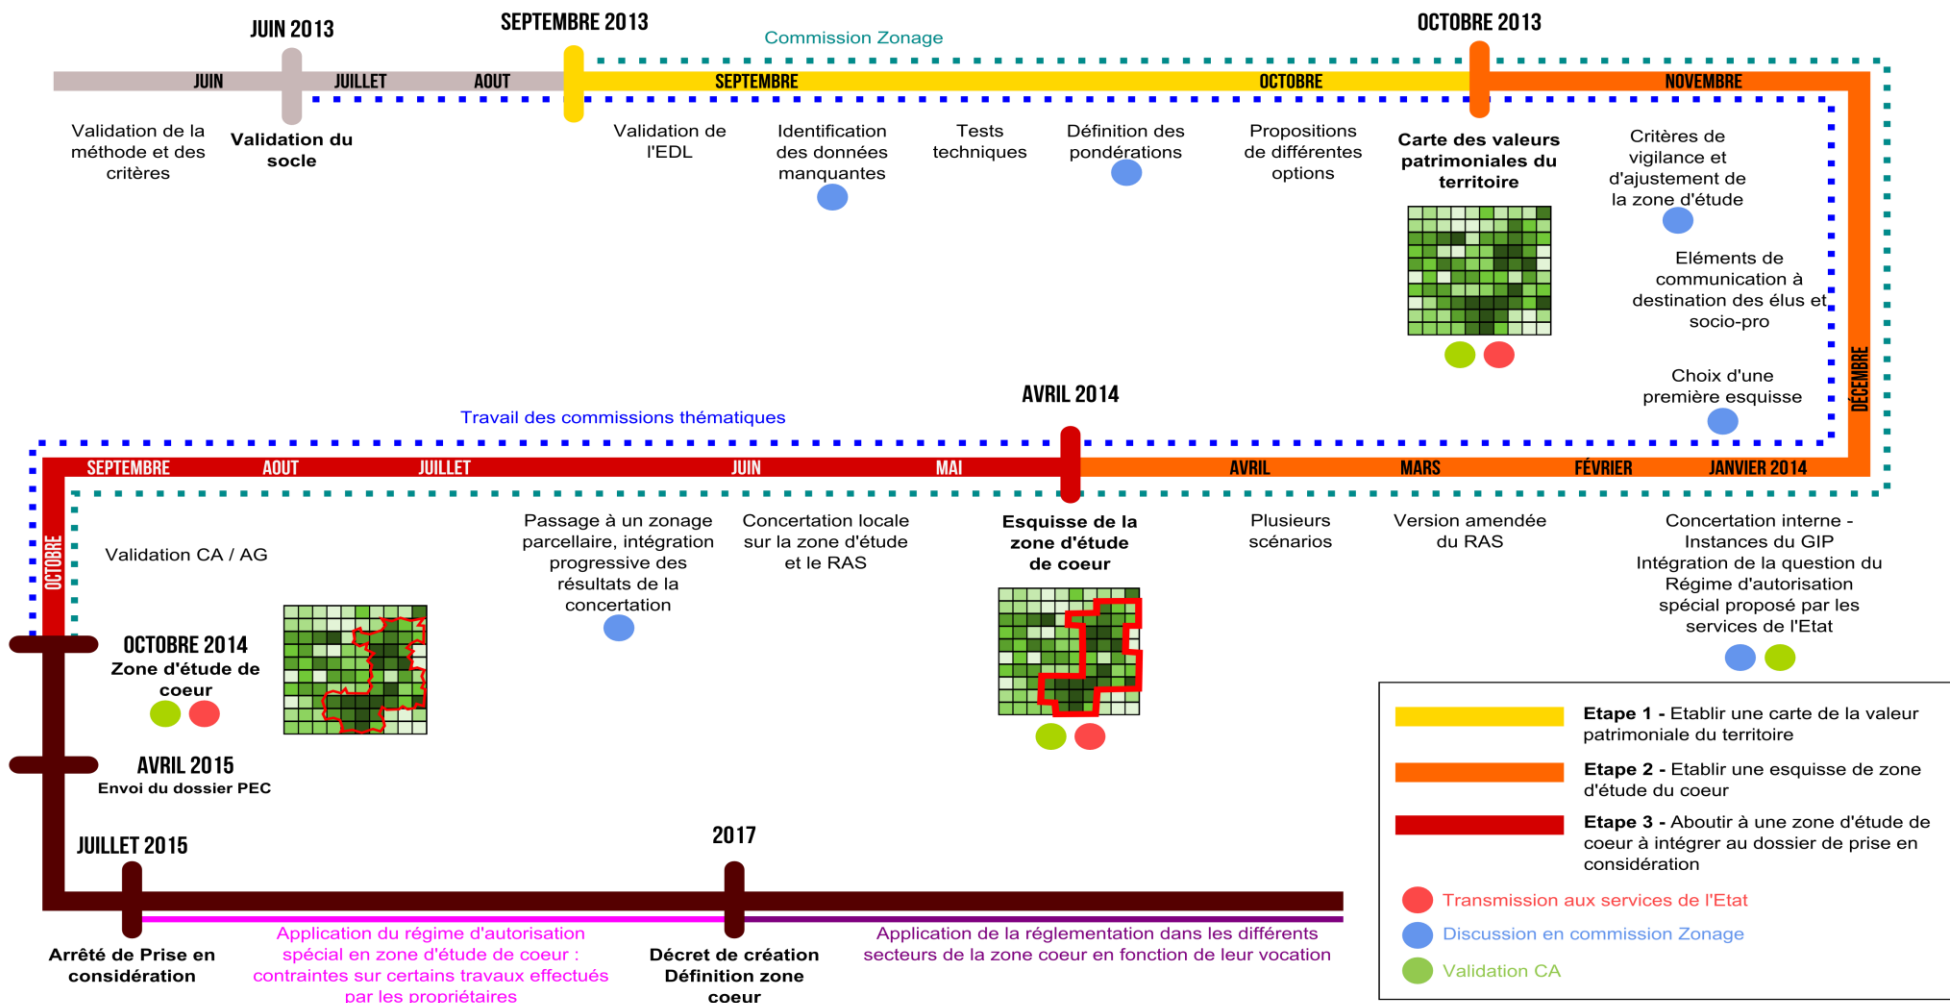 JUIN 2013
SEPTEMBRE 2013
OCTOBRE 2013
Commission Zonage
JUIN
JUILLET
AOUT
SEPTEMBRE
OCTOBRE
NOVEMBRE
Validation de la
méthode et des
critères
Validation du
socle
Validation de
l'EDL
Identification
des données
manquantes
Tests
techniques
Définition des
pondérations
Propositions
de différentes
options
Carte des valeurs
patrimoniales du
territoire
Critères de
vigilance et
d'ajustement de
la zone d'étude
Eléments de
communication à
destination des élus et
socio-pro
Choix d'une
première esquisse
DÉCEMBRE
AVRIL 2014
Travail des commissions thématiques
SEPTEMBRE
AOUT
JUILLET
JUIN
MAI
AVRIL
MARS
FÉVRIER
JANVIER 2014
OCTOBRE
Validation CA / AG
Passage à un zonage
parcellaire, intégration
progressive des
résultats de la
concertation
Concertation locale
sur la zone d'étude
et le RAS
Esquisse de la
zone d'étude
de coeur
Plusieurs
scénarios
Version amendée
du RAS
Concertation interne -
Instances du GIP
Intégration de la question du
Régime d'autorisation
spécial proposé par les
services de l'Etat
OCTOBRE 2014
Zone d'étude de
coeur
AVRIL 2015
Envoi du dossier PEC
JUILLET 2015
2017
Arrêté de Prise en
considération
Application du régime d'autorisation
spécial en zone d'étude de coeur :
contraintes sur certains travaux effectués
par les propriétaires
Décret de création
Définition zone
coeur
Application de la réglementation dans les différents
secteurs de la zone coeur en fonction de leur vocation
Etape 1 - Etablir une carte de la valeur
patrimoniale du territoire
Etape 2 - Etablir une esquisse de zone
d'étude du coeur
Etape 3 - Aboutir à une zone d'étude de
coeur à intégrer au dossier de prise en
considération
Transmission aux services de l'Etat
Discussion en commission Zonage
Validation CA